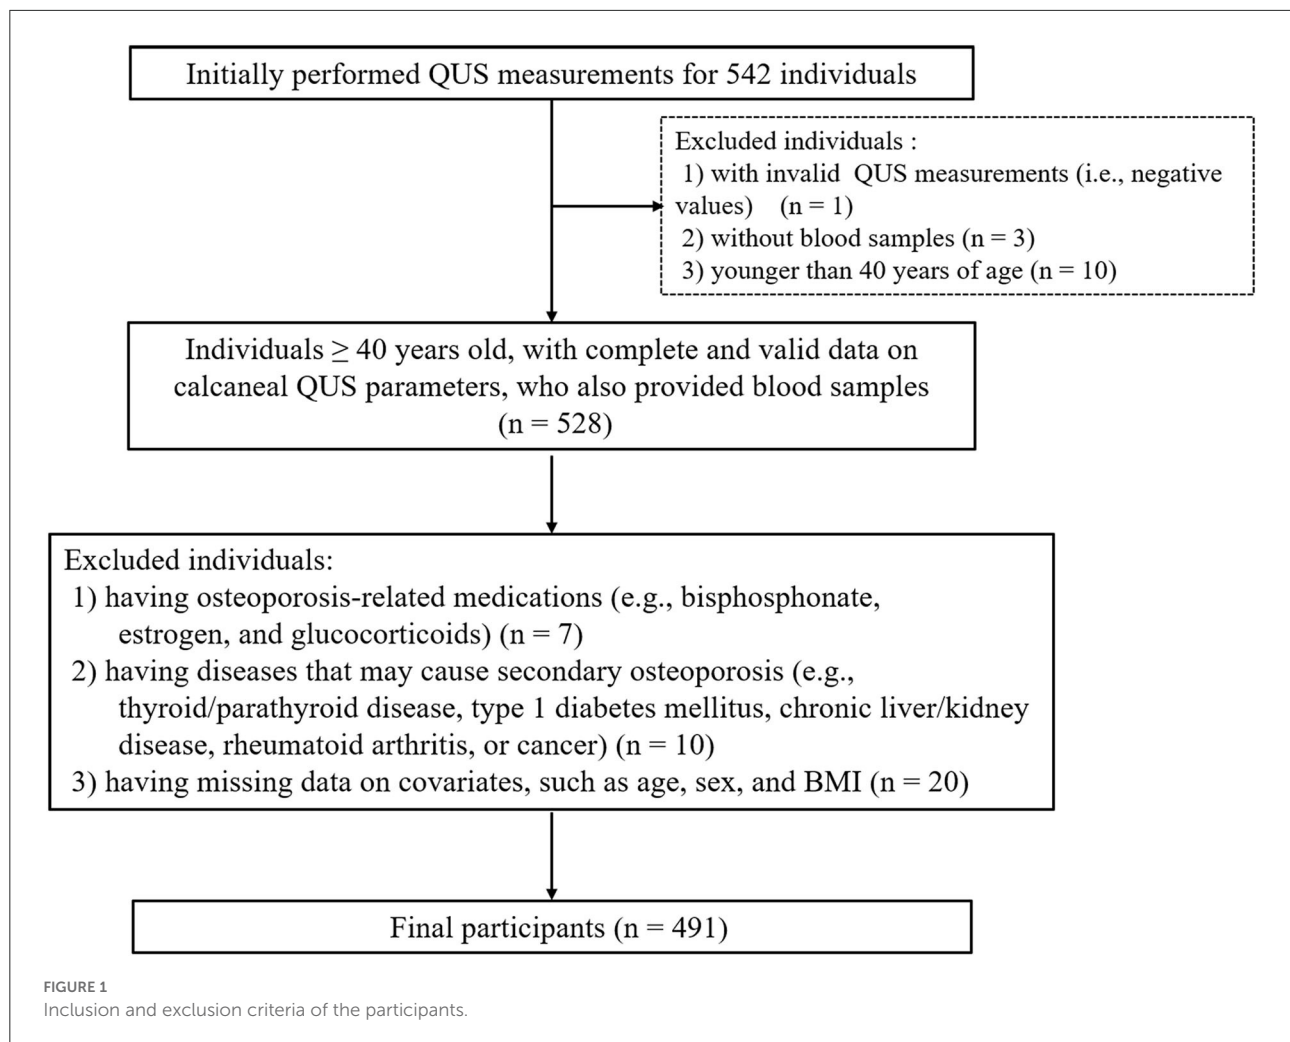 Initially performed QUS measurements for 542 individuals
Excluded individuals :
1) with invalid QUS measurements (i.e., negative
values) (n = 1)
2) without blood samples (n = 3)
3) younger than 40 years of age (n = 10)
Individuals ≥ 40 years old, with complete and valid data on
calcaneal QUS parameters, who also provided blood samples
(n = 528)
Excluded individuals:
1) having osteoporosis-related medications (e.g., bisphosphonate,
estrogen, and glucocorticoids) (n = 7)
2) having diseases that may cause secondary osteoporosis (e.g.,
thyroid/parathyroid disease, type 1 diabetes mellitus, chronic liver/kidney
disease, rheumatoid arthritis, or cancer) (n = 10)
3) having missing data on covariates, such as age, sex, and BMI (n = 20)
Final participants (n = 491)
FIGURE 1
Inclusion and exclusion criteria of the participants.